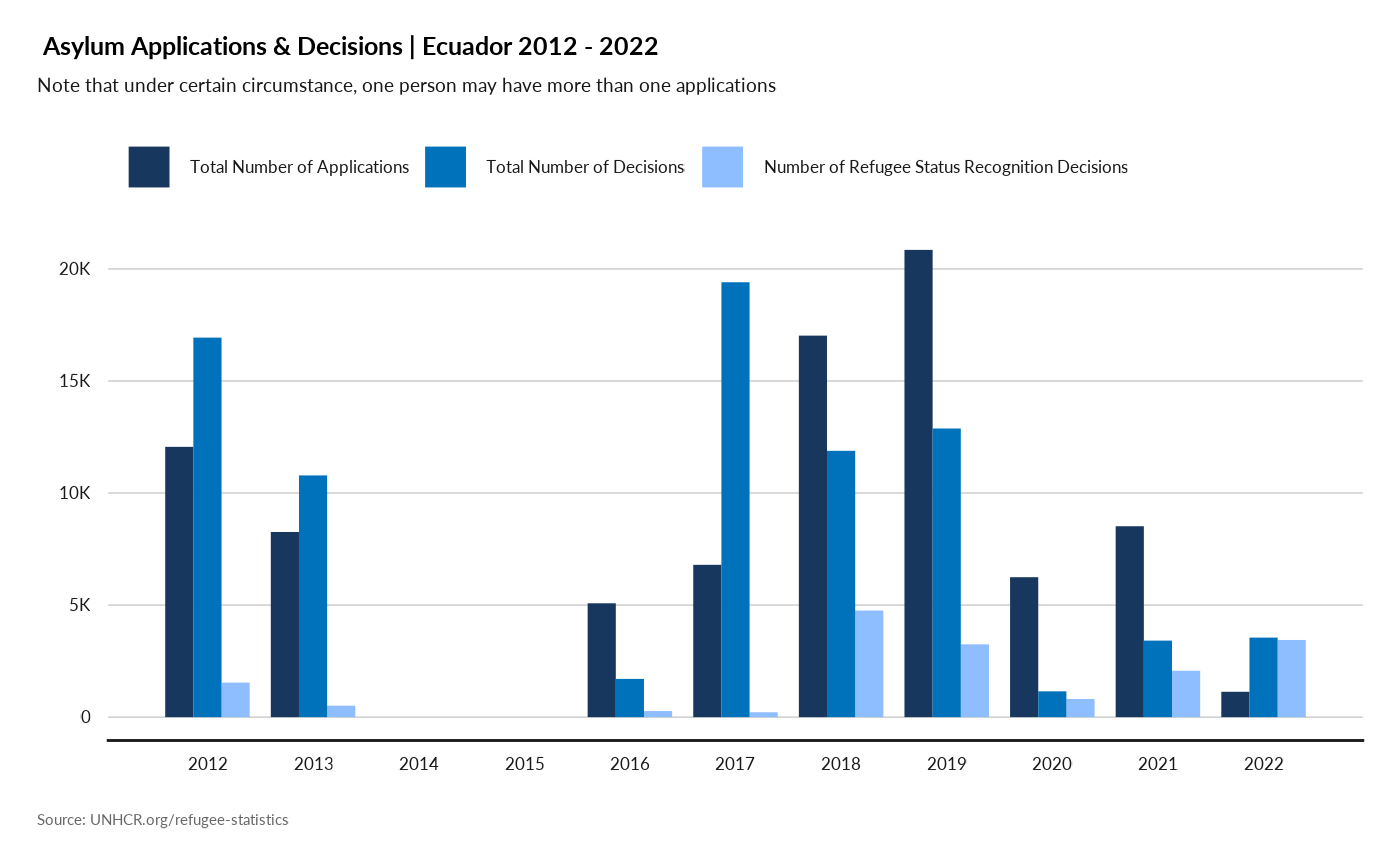 Asylum Applications & Decisions | Ecuador 2012 - 2022
Note that under certain circumstance, one person may have more than one applications
Total Number of Applications
Total Number of Decisions
Number of Refugee Status Recognition Decisions
20K
15K
10K
5K
0
2012 2013 2014 2015 2016 2017 2018 2019 2020 2021 2022
Source: UNHCR.org/refugee-statistics